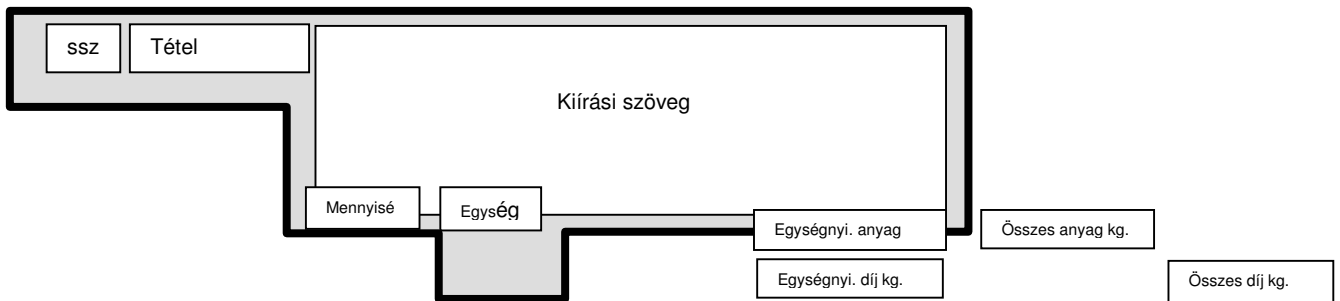 ssz
Tétel
Kiírási szöveg
Mennyisé
Egység
Egységnyi. anyag
Összes anyag kg.
Egységnyi. díj kg.
Összes díj kg.